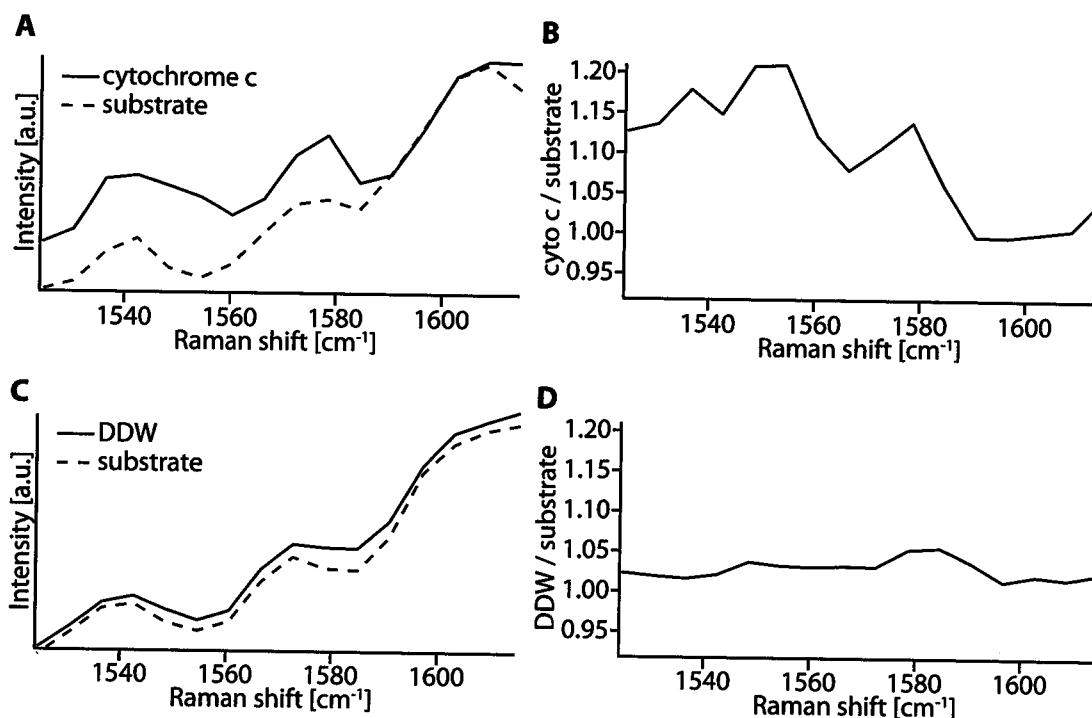 A
cytochrome c
substrate
Intensity [a.u.]
1540 1560 1580 1600
Raman shift [cm-1]
B
cyto c / substrate
1.20
1.15
1.10
1.05
1.00
0.95
1540 1560 1580 1600
Raman shift [cm-1]
C
DDW
substrate
Intensity [a.u.]
1540 1560 1580 1600
Raman shift [cm-1]
D
DDW / substrate
1.20
1.15
1.10
1.05
1.00
0.95
1540 1560 1580 1600
Raman shift [cm-1]